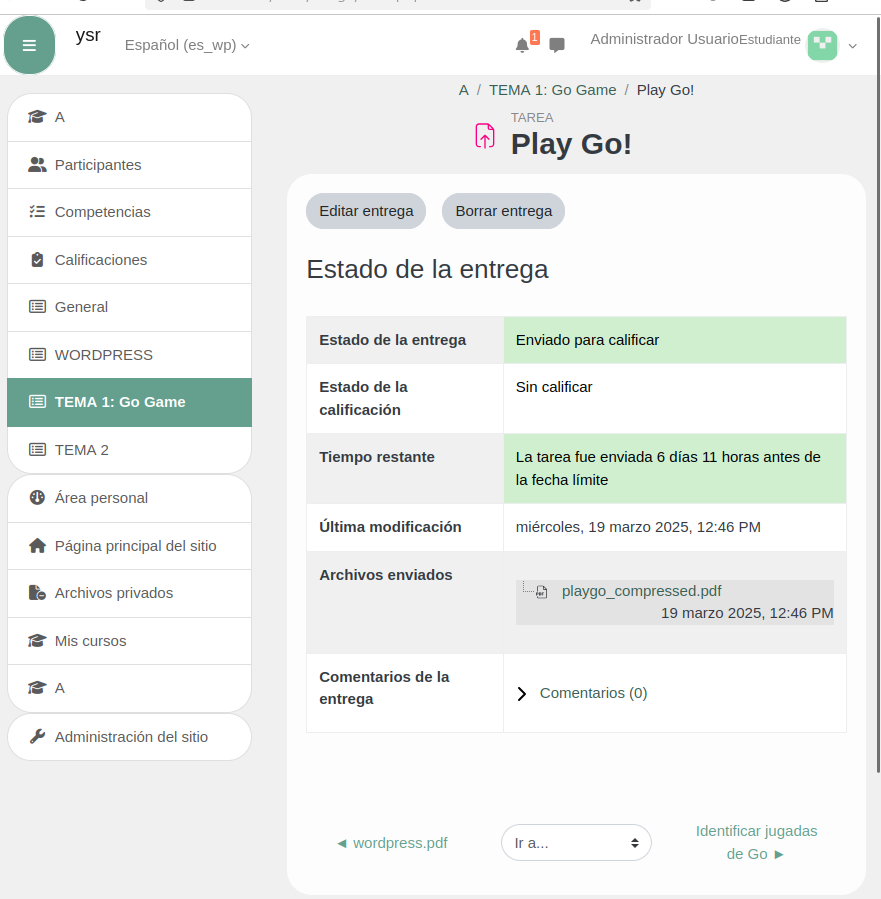 ysr
Español (es_wp)
1
Administrador UsuarioEstudiante
A
Participantes
Competencias
Calificaciones
General
WORDPRESS
TEMA 1: Go Game
TEMA 2
Área personal
Página principal del sitio
Archivos privados
Mis cursos
A
Administración del sitio
A / TEMA 1: Go Game / Play Go!
TAREA
Play Go!
Editar entrega
Borrar entrega
Estado de la entrega
Estado de la entrega
Enviado para calificar
Estado de la
calificación
Sin calificar
Tiempo restante
La tarea fue enviada 6 días 11 horas antes de
la fecha límite
Última modificación
miércoles, 19 marzo 2025, 12:46 PM
Archivos enviados
playgo_compressed.pdf
19 marzo 2025, 12:46 PM
Comentarios de la
entrega
Comentarios (0)
◄ wordpress.pdf
Ir a...
Identificar jugadas
de Go ►